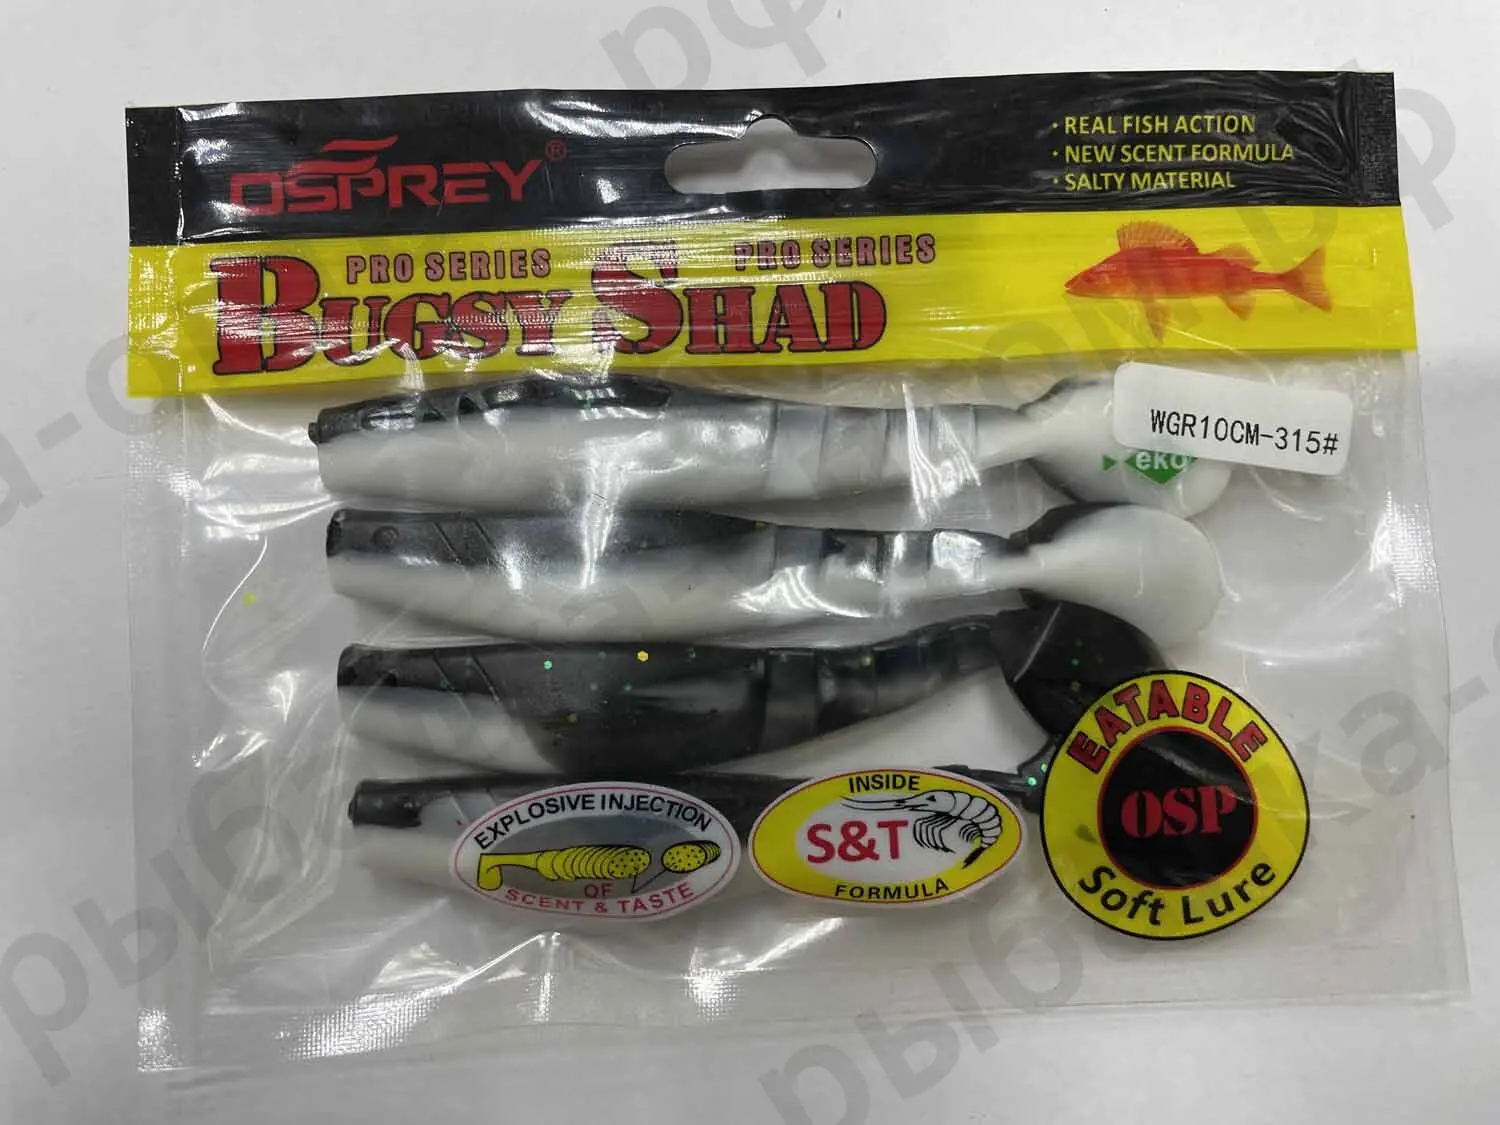 OSPREY®
· REAL FISH ACTION
· NEW SCENT FORMULA
· SALTY MATERIAL
PRO SERIES PRO SERIES
BUGSY SHAD
WGR10CM-315#
eko
EATABLE
OSP
Soft Lure
EXPLOSIVE INJECTION
OF
SCENT & TASTE
INSIDE
S&T
FORMULA